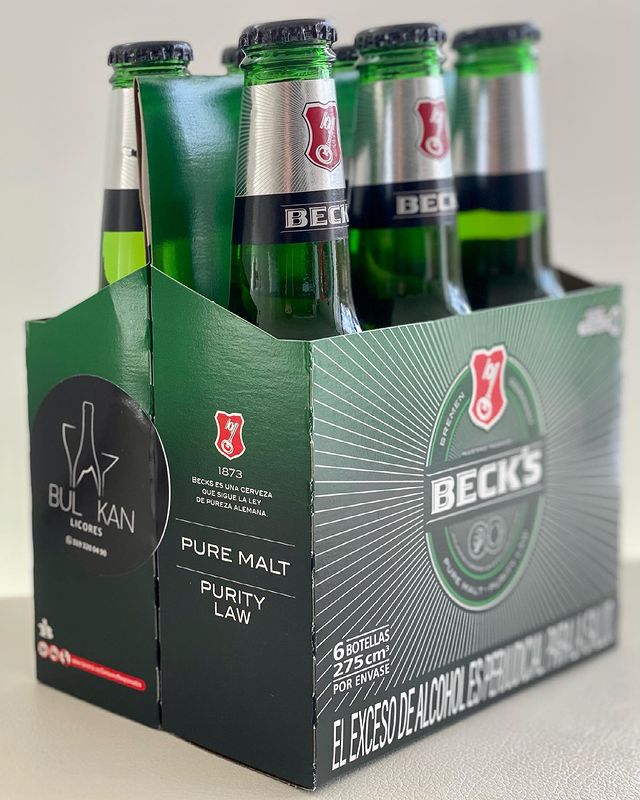 BECK
BEC
BUL KAN
LICORES
1873
BECKS ES UNA CERVEZA
QUE SIGUE LA LEY
DE PUREZA ALEMANA.
PURE MALT
PURITY
LAW
BREMEN
BECK'S
PURE MALT
6 BOTELLAS
275 cm³
POR ENVASE
EL EXCESO DE ALCOHOL ES PERJUDICIAL PARA LA SALUD